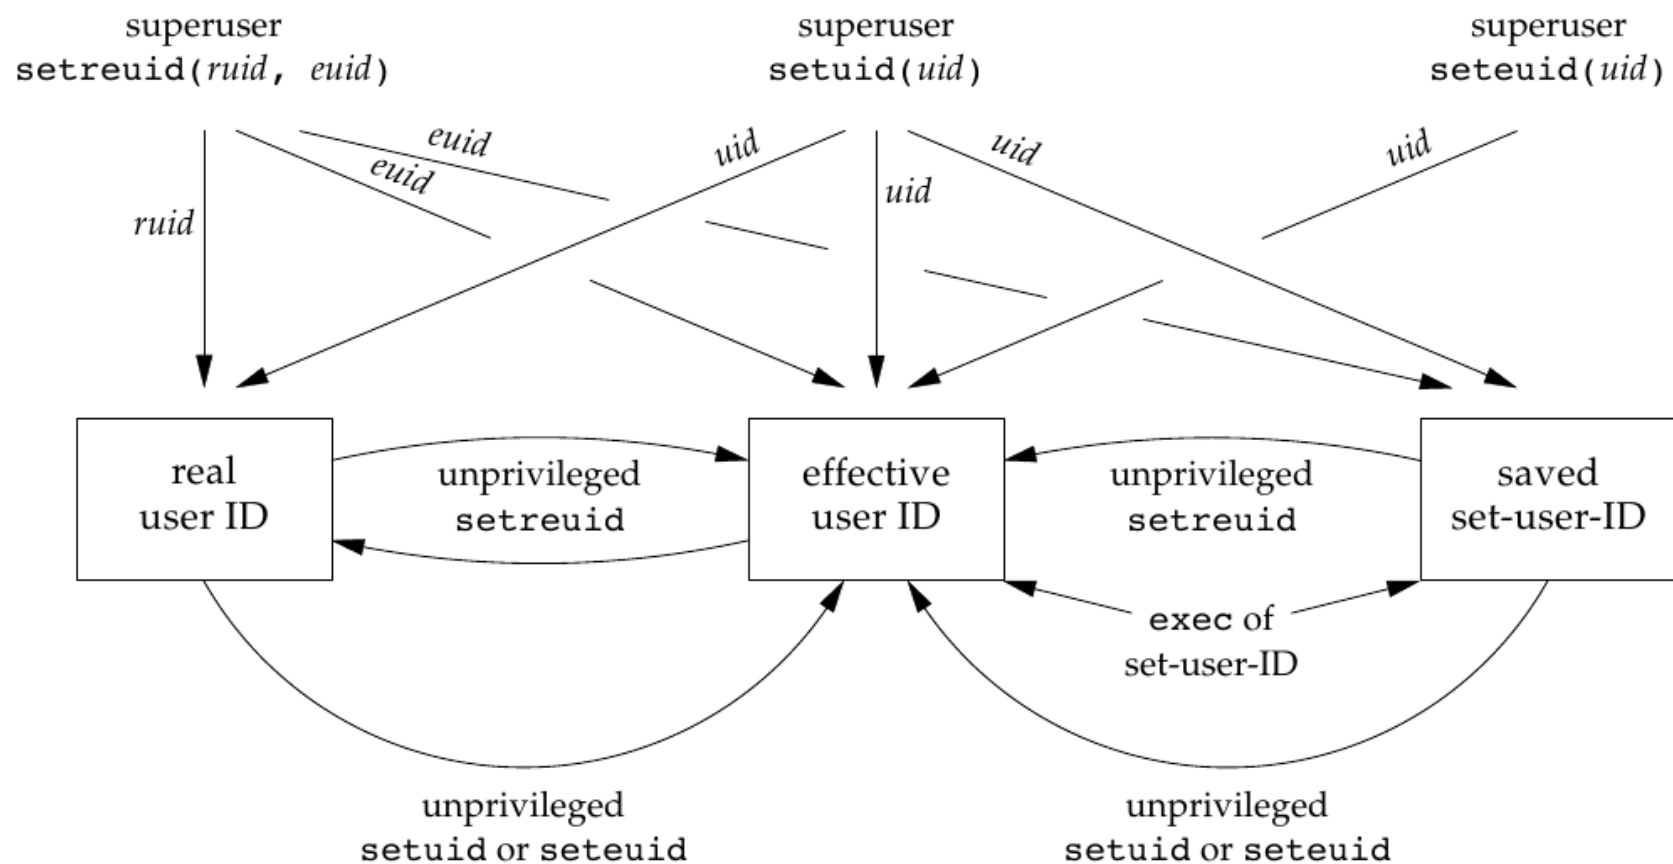 superuser
setreuid(ruid, euid)
superuser
setuid(uid)
superuser
seteuid(uid)
euid
euid
ruid
uid
uid
uid
uid
real
user ID
unprivileged
setreuid
effective
user ID
unprivileged
setreuid
saved
set-user-ID
exec of
set-user-ID
unprivileged
setuid or seteuid
unprivileged
setuid or seteuid